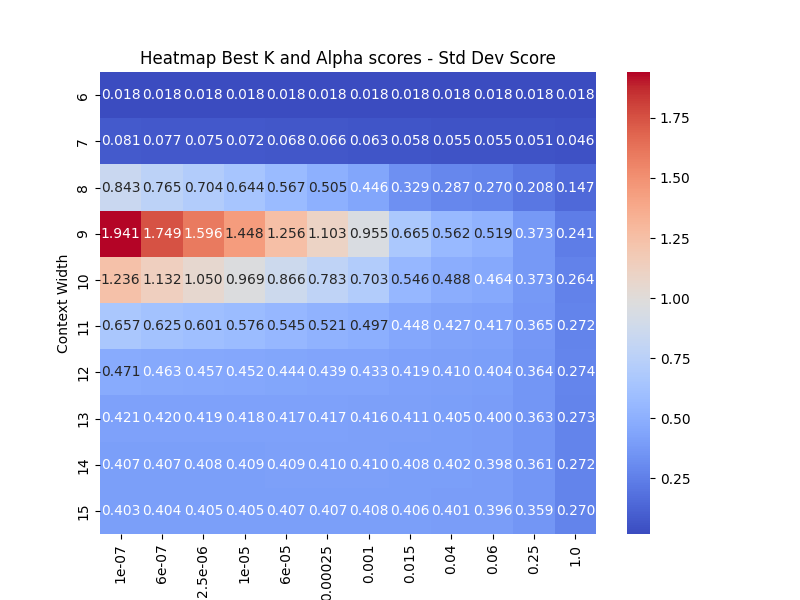 Heatmap Best K and Alpha scores - Std Dev Score
6 0.018 0.018 0.018 0.018 0.018 0.018 0.018 0.018 0.018 0.018 0.018 0.018
7 0.081 0.077 0.075 0.072 0.068 0.066 0.063 0.058 0.055 0.055 0.051 0.046
8 0.843 0.765 0.704 0.644 0.567 0.505 0.446 0.329 0.287 0.270 0.208 0.147
9 1.941 1.749 1.596 1.448 1.256 1.103 0.955 0.665 0.562 0.519 0.373 0.241
10 1.236 1.132 1.050 0.969 0.866 0.783 0.703 0.546 0.488 0.464 0.373 0.264
11 0.657 0.625 0.601 0.576 0.545 0.521 0.497 0.448 0.427 0.417 0.365 0.272
12 0.471 0.463 0.457 0.452 0.444 0.439 0.433 0.419 0.410 0.404 0.364 0.274
13 0.421 0.420 0.419 0.418 0.417 0.417 0.416 0.411 0.405 0.400 0.363 0.273
14 0.407 0.407 0.408 0.409 0.409 0.410 0.410 0.408 0.402 0.398 0.361 0.272
15 0.403 0.404 0.405 0.405 0.407 0.407 0.408 0.406 0.401 0.396 0.359 0.270
Context Width
1e-07 6e-07 2.5e-06 1e-05 6e-05 0.00025 0.001 0.015 0.04 0.06 0.25 1.0
1.75
1.50
1.25
1.00
0.75
0.50
0.25